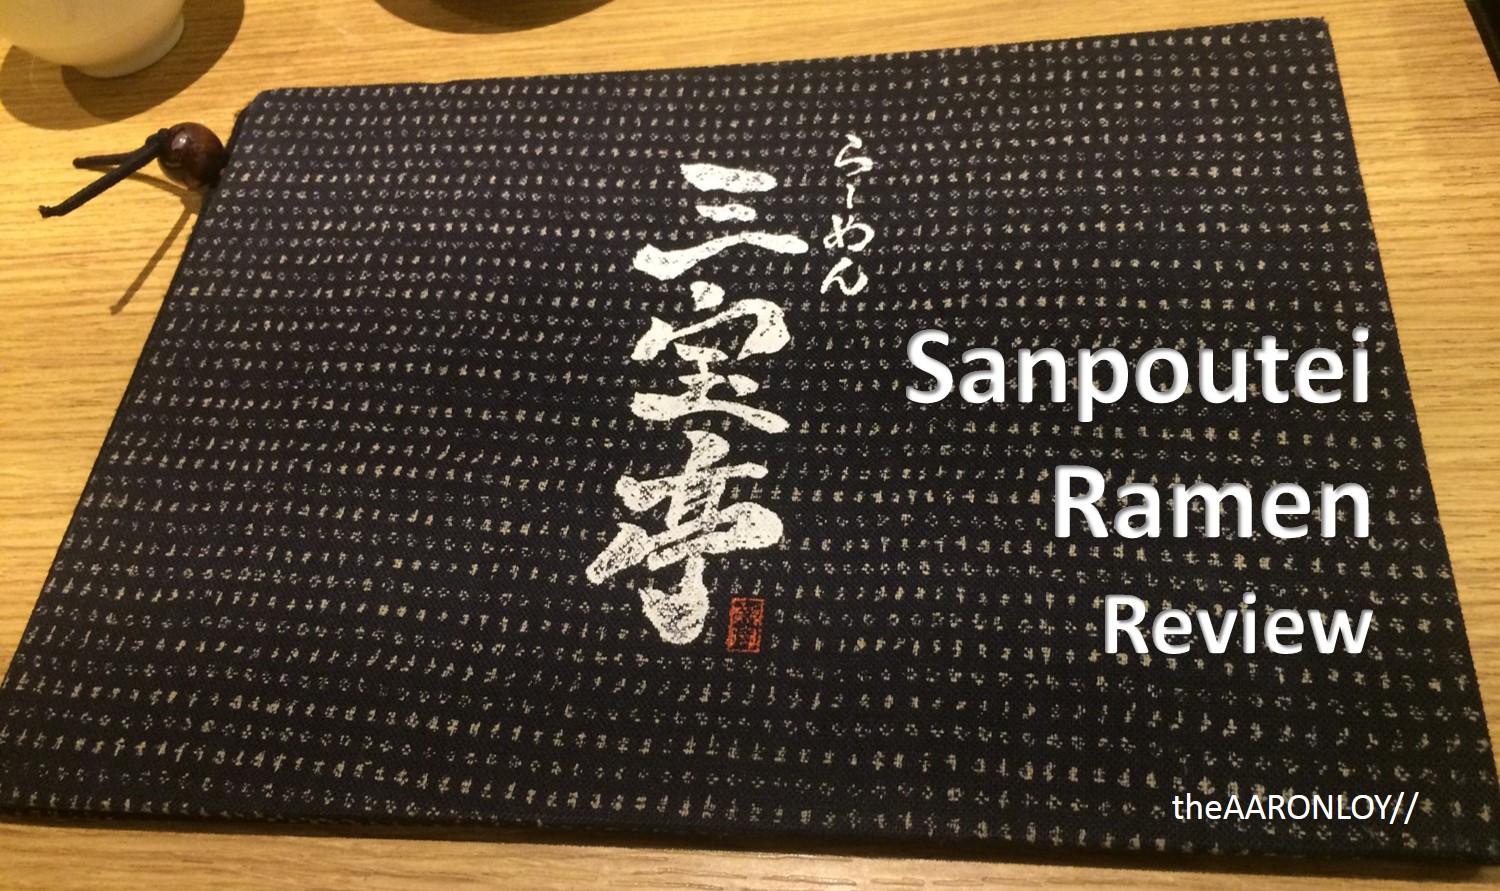 らーめん
三宝亭
Sanpoutei
Ramen
Review
theAARONLOY//